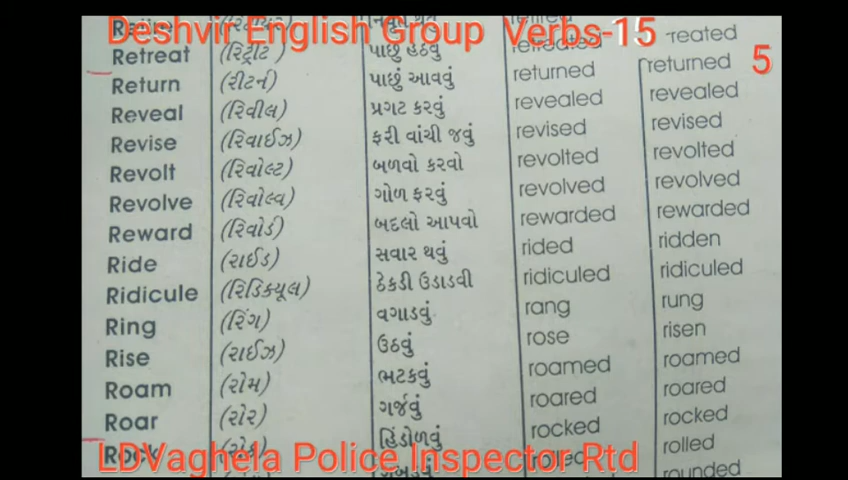 Deshvir English Group Verbs-15
5
Retreat (રિટ્રીટ) પાછું હઠવું retreated
Return (રીટર્ન) પાછું આવવું returned returned
Reveal (રિવીલ) પ્રગટ કરવું revealed revealed
Revise (રિવાઈઝ) ફરી વાંચી જવું revised revised
Revolt (રિવોલ્ટ) બળવો કરવો revolted revolted
Revolve (રિવોલ્વ) ગોળ ફરવું revolved revolved
Reward (રિવોર્ડ) બદલો આપવો rewarded rewarded
Ride (રાઈડ) સવાર થવું rided ridden
Ridicule (રિડિક્યૂલ) ઠેકડી ઉડાડવી ridiculed ridiculed
Ring (રિંગ) વગાડવું rang rung
Rise (રાઈઝ) ઉઠવું rose risen
Roam (રોમ) ભટકવું roamed roamed
Roar (રોર) ગર્જવું roared roared
Rock હિંડોળવું rocked rocked
rolled rolled
rounded
LDVaghela Police Inspector Rtd